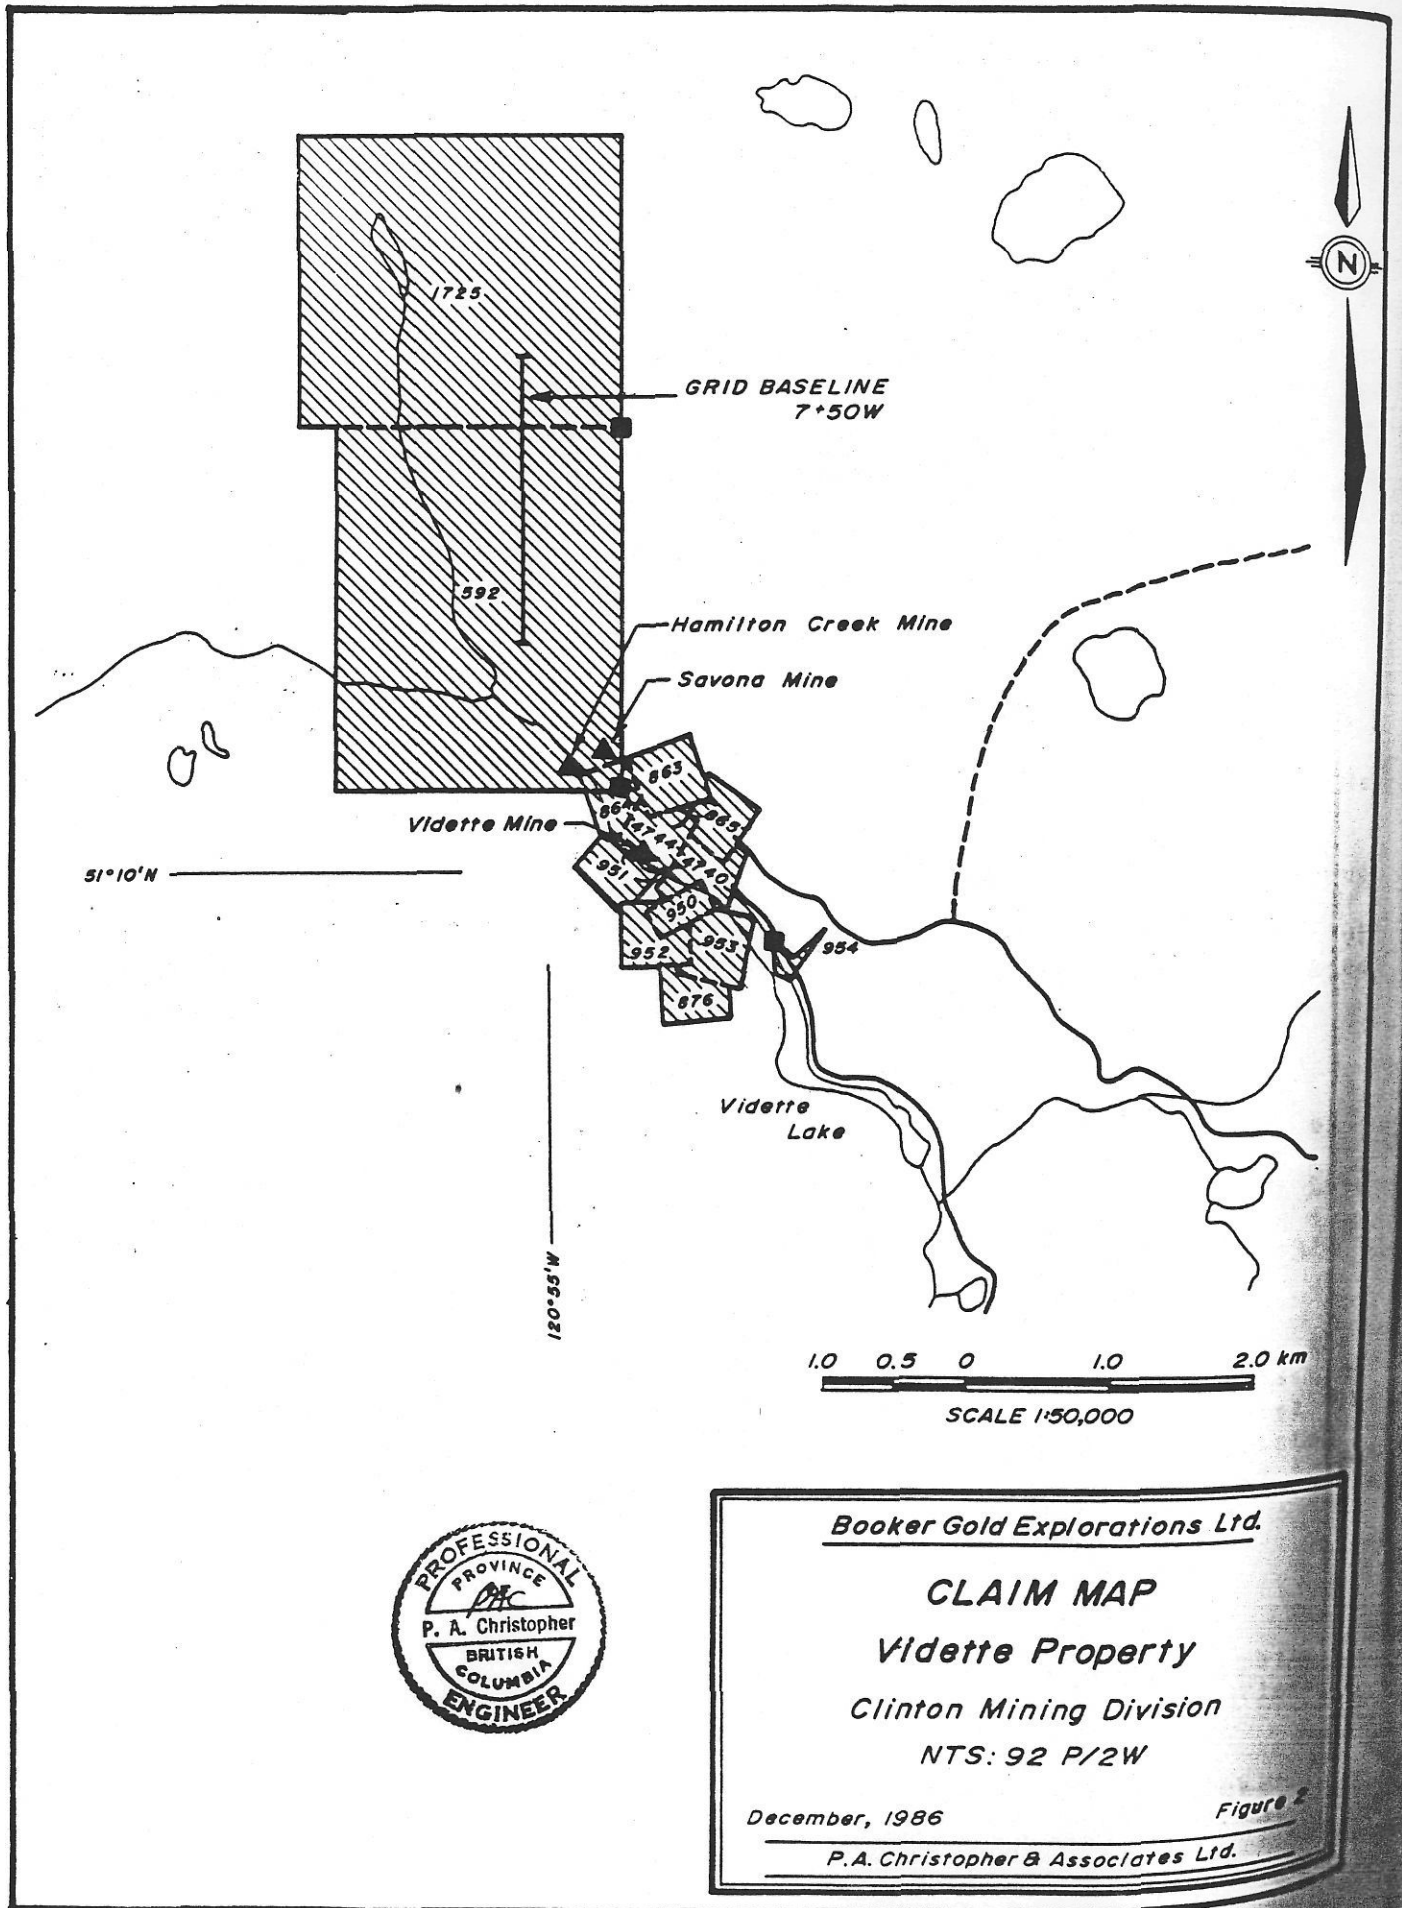 1725
GRID BASELINE
7+50W
592
Hamilton Creek Mine
Savona Mine
863
865
4744
Vidette Mine
4740
51°10'N
951
950
952
953
954
876
Vidette
Lake
120°55'W
1.0 0.5 0 1.0 2.0 km
SCALE 1:50,000
N
PROFESSIONAL
PROVINCE
OF
P. A. Christopher
BRITISH
COLUMBIA
ENGINEER
Booker Gold Explorations Ltd.
CLAIM MAP
Vidette Property
Clinton Mining Division
NTS: 92 P/2W
December, 1986
Figure 2
P.A. Christopher & Associates Ltd.